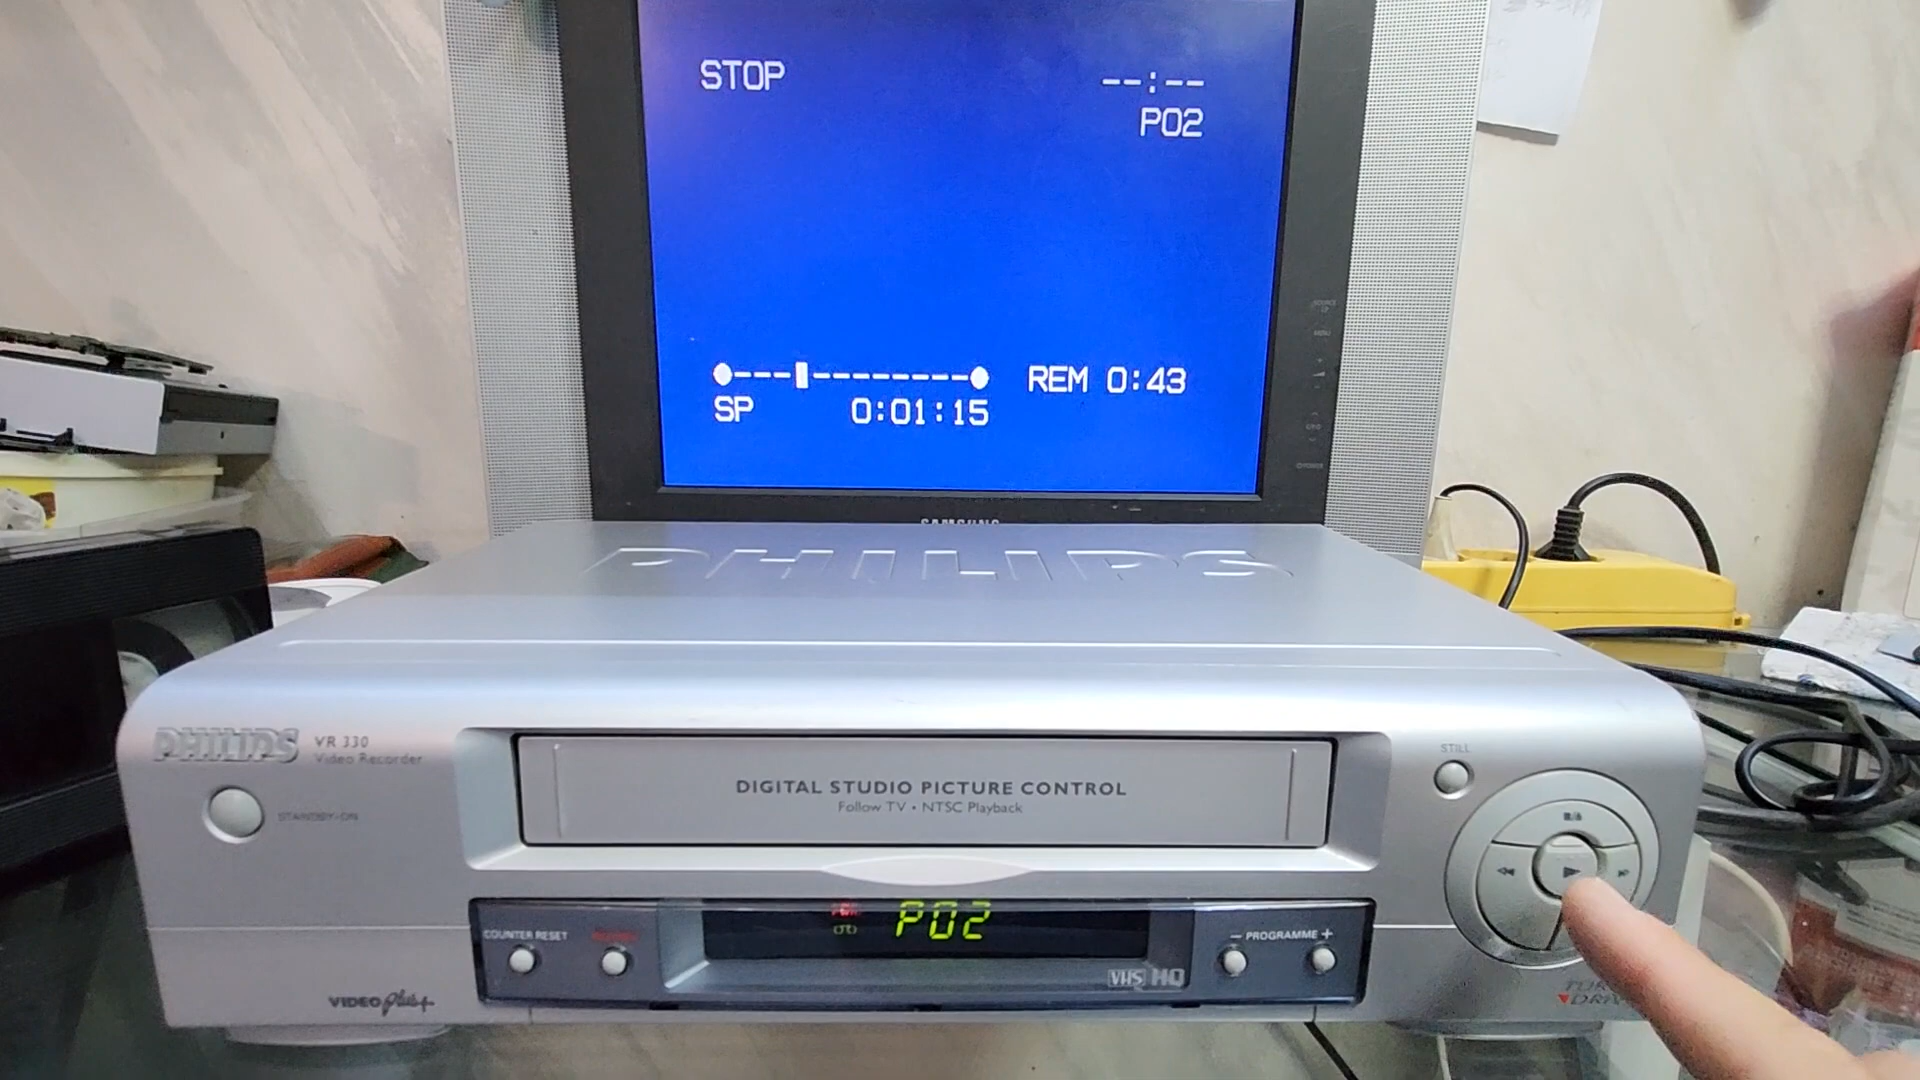 STOP
--:--
P02
REM 0:43
SP 0:01:15
SAMSUNG
PHILIPS
PHILIPS VR 330
Video Recorder
STANDBY-ON
DIGITAL STUDIO PICTURE CONTROL
Follow TV • NTSC Playback
STILL
COUNTER RESET
P02
− PROGRAMME +
VHS HQ
VIDEO Plus+